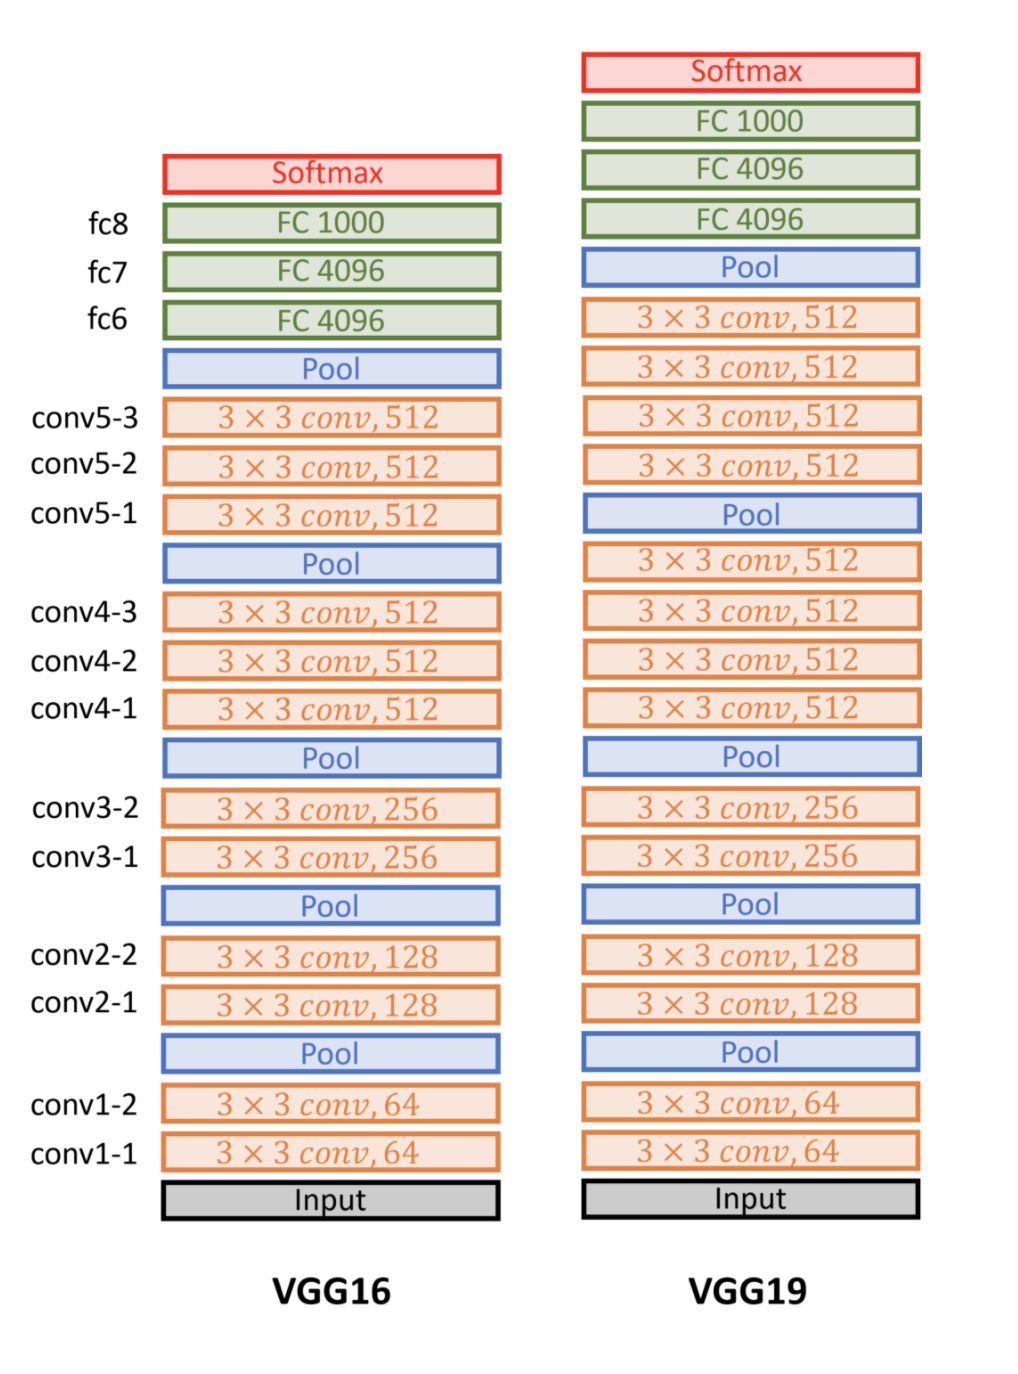 Softmax
fc8 FC 1000
fc7 FC 4096
fc6 FC 4096
Pool
conv5-3 3 × 3 conv, 512
conv5-2 3 × 3 conv, 512
conv5-1 3 × 3 conv, 512
Pool
conv4-3 3 × 3 conv, 512
conv4-2 3 × 3 conv, 512
conv4-1 3 × 3 conv, 512
Pool
conv3-2 3 × 3 conv, 256
conv3-1 3 × 3 conv, 256
Pool
conv2-2 3 × 3 conv, 128
conv2-1 3 × 3 conv, 128
Pool
conv1-2 3 × 3 conv, 64
conv1-1 3 × 3 conv, 64
Input
VGG16
Softmax
FC 1000
FC 4096
FC 4096
Pool
3 × 3 conv, 512
3 × 3 conv, 512
3 × 3 conv, 512
3 × 3 conv, 512
Pool
3 × 3 conv, 512
3 × 3 conv, 512
3 × 3 conv, 512
3 × 3 conv, 512
Pool
3 × 3 conv, 256
3 × 3 conv, 256
Pool
3 × 3 conv, 128
3 × 3 conv, 128
Pool
3 × 3 conv, 64
3 × 3 conv, 64
Input
VGG19